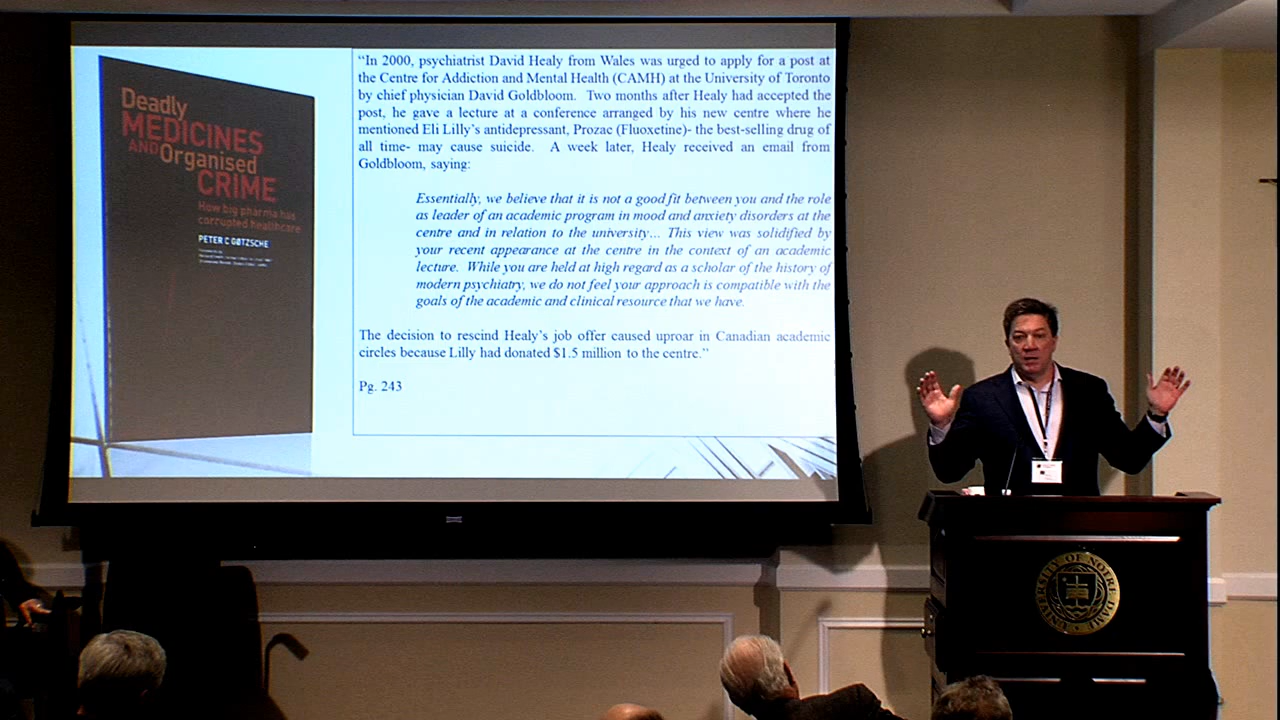 Deadly
MEDICINES
AND Organised
CRIME
How big pharma has
corrupted healthcare
PETER C GØTZSCHE
“In 2000, psychiatrist David Healy from Wales was urged to apply for a post at
the Centre for Addiction and Mental Health (CAMH) at the University of Toronto
by chief physician David Goldbloom. Two months after Healy had accepted the
post, he gave a lecture at a conference arranged by his new centre where he
mentioned Eli Lilly’s antidepressant, Prozac (Fluoxetine)- the best-selling drug of
all time- may cause suicide. A week later, Healy received an email from
Goldbloom, saying:
Essentially, we believe that it is not a good fit between you and the role
as leader of an academic program in mood and anxiety disorders at the
centre and in relation to the university… This view was solidified by
your recent appearance at the centre in the context of an academic
lecture. While you are held at high regard as a scholar of the history of
modern psychiatry, we do not feel your approach is compatible with the
goals of the academic and clinical resource that we have.
The decision to rescind Healy’s job offer caused uproar in Canadian academic
circles because Lilly had donated $1.5 million to the centre.”
Pg. 243
UNIVERSITY OF NOTRE DAME